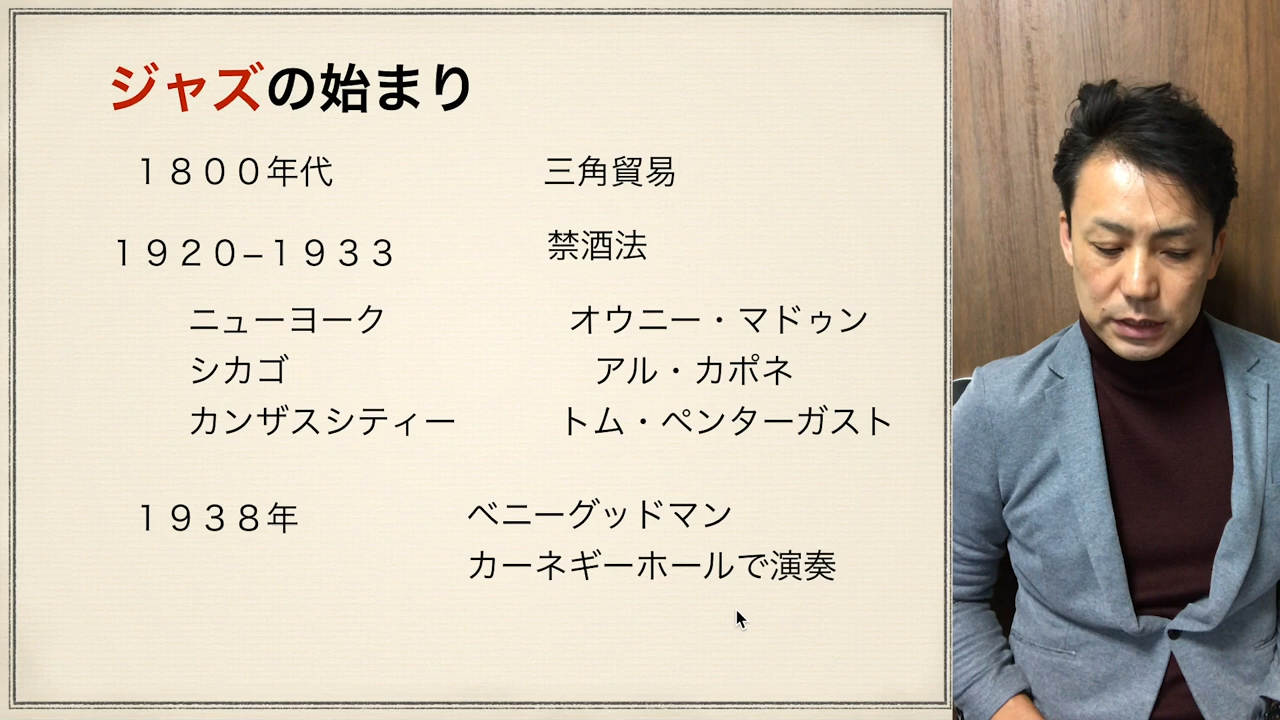 ジャズの始まり
１８００年代 三角貿易
１９２０−１９３３ 禁酒法
ニューヨーク オウニー・マドゥン
シカゴ アル・カポネ
カンザスシティー トム・ペンターガスト
１９３８年 ベニーグッドマン
カーネギーホールで演奏